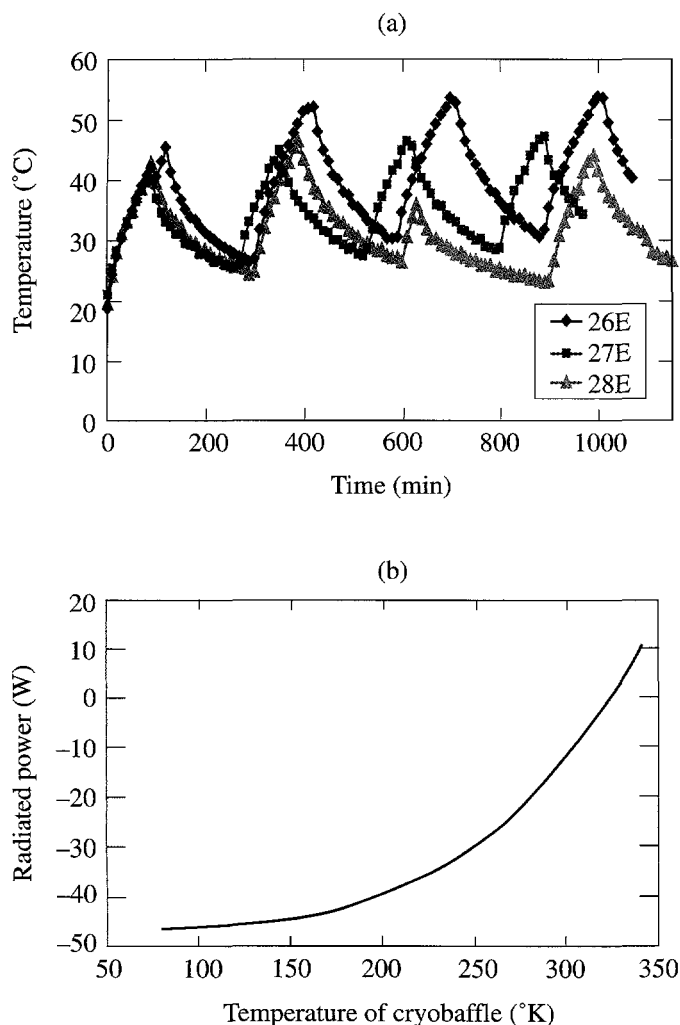 (a)
60
50
40
30
20
10
0
Temperature (˚C)
26E
27E
28E
0 200 400 600 800 1000
Time (min)
(b)
20
10
0
−10
−20
−30
−40
−50
Radiated power (W)
50 100 150 200 250 300 350
Temperature of cryobaffle (˚K)